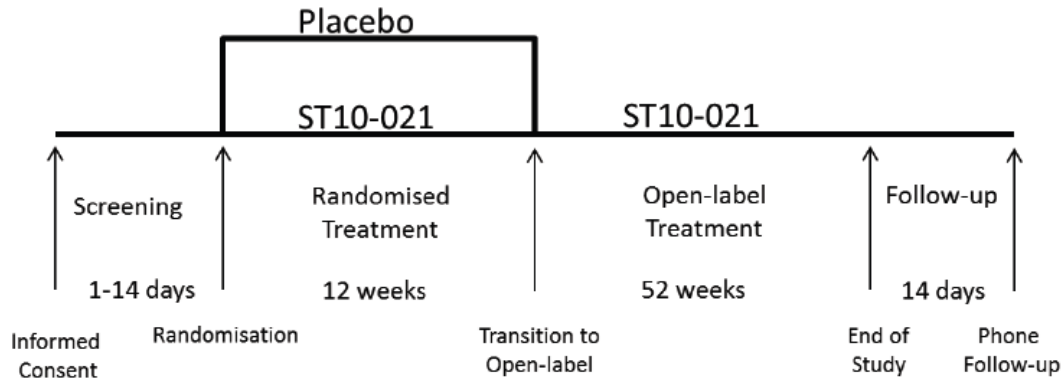 Placebo
ST10-021
ST10-021
Screening
Randomised
Treatment
Open-label
Treatment
Follow-up
1-14 days
12 weeks
52 weeks
14 days
Informed
Consent
Randomisation
Transition to
Open-label
End of
Study
Phone
Follow-up